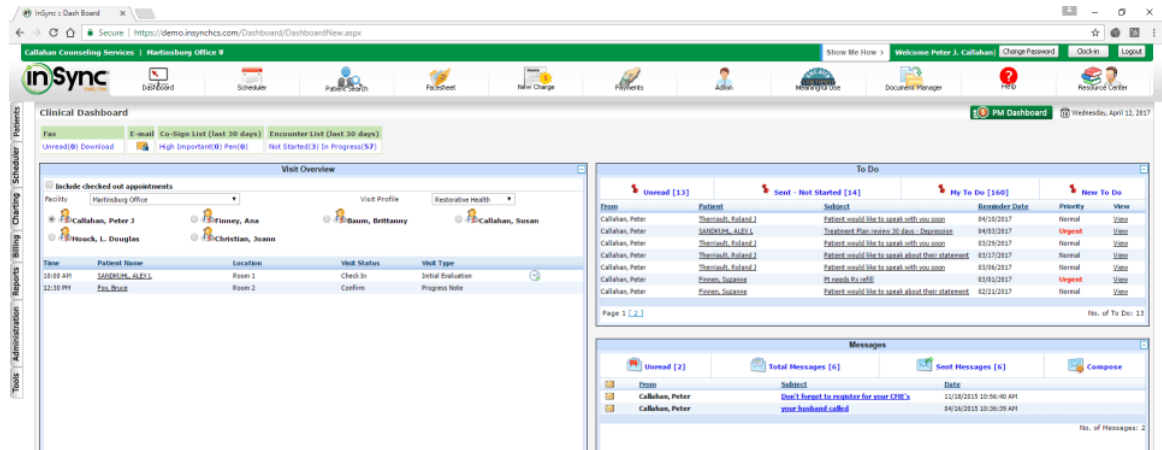 InSync :: Dash Board
Secure | https://demo.insynchcs.com/Dashboard/DashboardNew.aspx
Callahan Counseling Services | Martinsburg Office
Show Me How > Welcome Peter J. Callahan! Change Password Clock-in Logout
inSync
Dashboard Scheduler Patient Search Facesheet New Charge Payments Admin Meaningful Use Document Manager Help Resource Center
Clinical Dashboard PM Dashboard Wednesday, April 12, 2017
Patients
Scheduler
Charting
Billing
Reports
Administration
Tools
Fax E-mail Co-Sign List (last 30 days) Encounter List (last 30 days)
Unread(0) Download High Important(0) Pen(0) Not Started(3) In Progress(57)
Visit Overview
Include checked out appointments
Facility Martinsburg Office Visit Profile Restorative Health
Callahan, Peter J Finney, Ana Baum, Brittanny Callahan, Susan
Houck, L. Douglas Christian, Joann
Time Patient Name Location Visit Status Visit Type
10:00 AM SANDKUHL, ALEX L Room 1 Check In Initial Evaluation
12:30 PM Fox, Bruce Room 2 Confirm Progress Note
To Do
Unread [13] Sent - Not Started [14] My To Do [160] New To Do
From Patient Subject Reminder Date Priority View
Callahan, Peter Therriault, Roland J Patient would like to speak with you soon 04/10/2017 Normal View
Callahan, Peter SANDKUHL, ALEX L Treatment Plan review 30 days - Depression 04/03/2017 Urgent View
Callahan, Peter Therriault, Roland J Patient would like to speak with you soon 03/29/2017 Normal View
Callahan, Peter Therriault, Roland J Patient would like to speak about their statement 03/17/2017 Normal View
Callahan, Peter Therriault, Roland J Patient would like to speak with you soon 03/06/2017 Normal View
Callahan, Peter Finnen, Suzanne Pt needs Rx refill 03/01/2017 Urgent View
Callahan, Peter Finnen, Suzanne Patient would like to speak about their statement 02/21/2017 Normal View
Page 1 [ 2 ] No. of To Do: 13
Messages
Unread [2] Total Messages [6] Sent Messages [6] Compose
From Subject Date
Callahan, Peter Don't forget to register for your CME's 11/18/2015 10:56:40 AM
Callahan, Peter your husband called 04/16/2015 10:36:39 AM
No. of Messages: 2